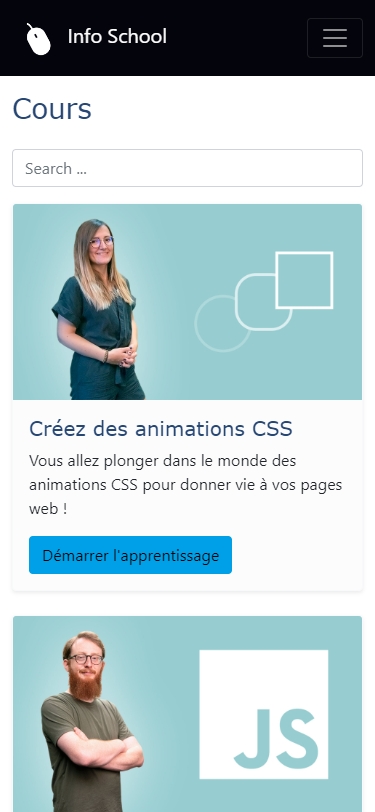 Info School
Cours
Search ...
Créez des animations CSS
Vous allez plonger dans le monde des
animations CSS pour donner vie à vos pages
web !
Démarrer l'apprentissage
JS